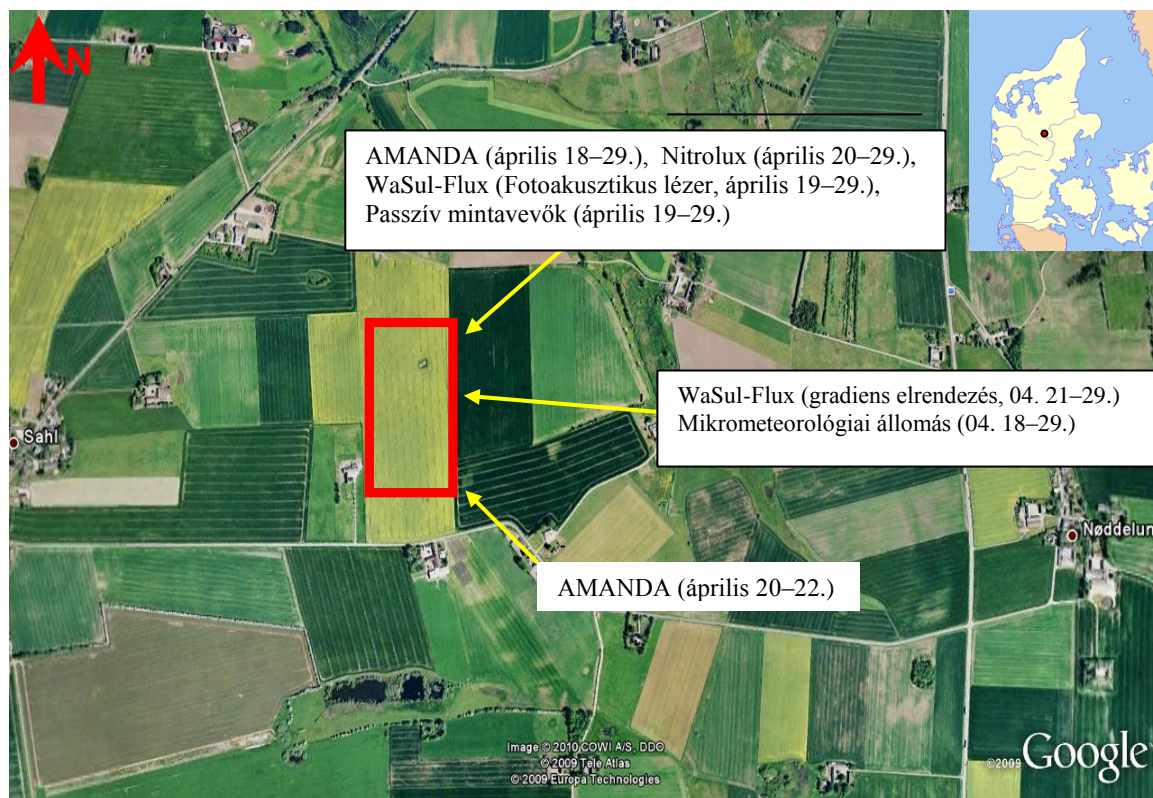 N
AMANDA (április 18–29.), Nitrolux (április 20–29.),
WaSul-Flux (Fotoakusztikus lézer, április 19–29.),
Passzív mintavevők (április 19–29.)
WaSul-Flux (gradiens elrendezés, 04. 21–29.)
Mikrometeorológiai állomás (04. 18–29.)
Sahl
Nøddelun
AMANDA (április 20–22.)
Image © 2010 COWI A/S, DDO
© 2009 Tele Atlas
© 2009 Europa Technologies
©2009 Google